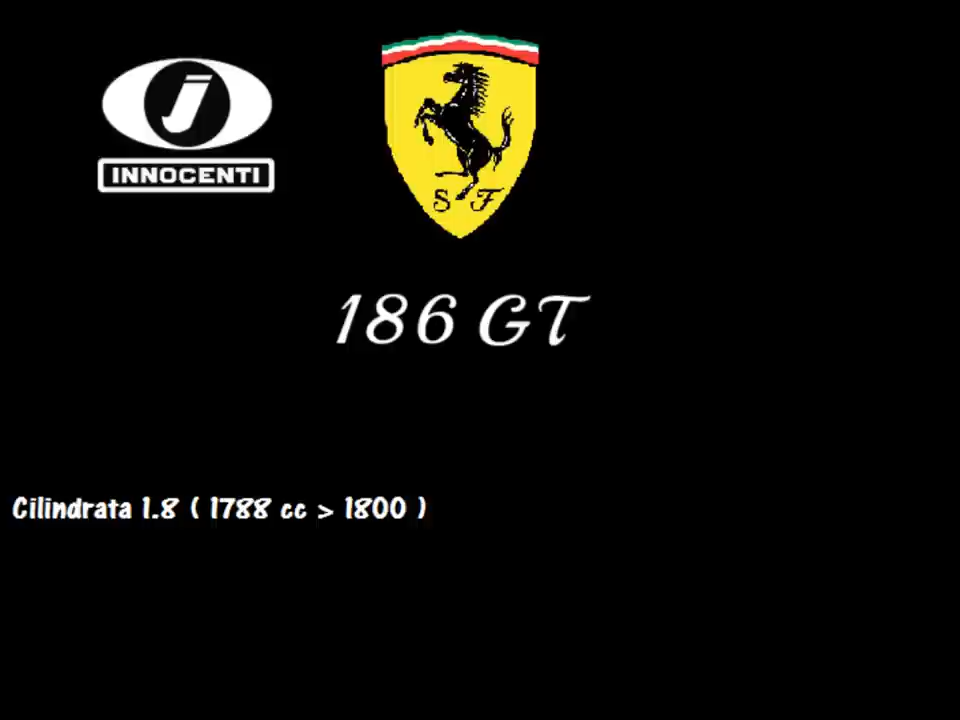 J
INNOCENTI
S F
186 GT
Cilindrata 1.8 ( 1788 cc > 1800 )